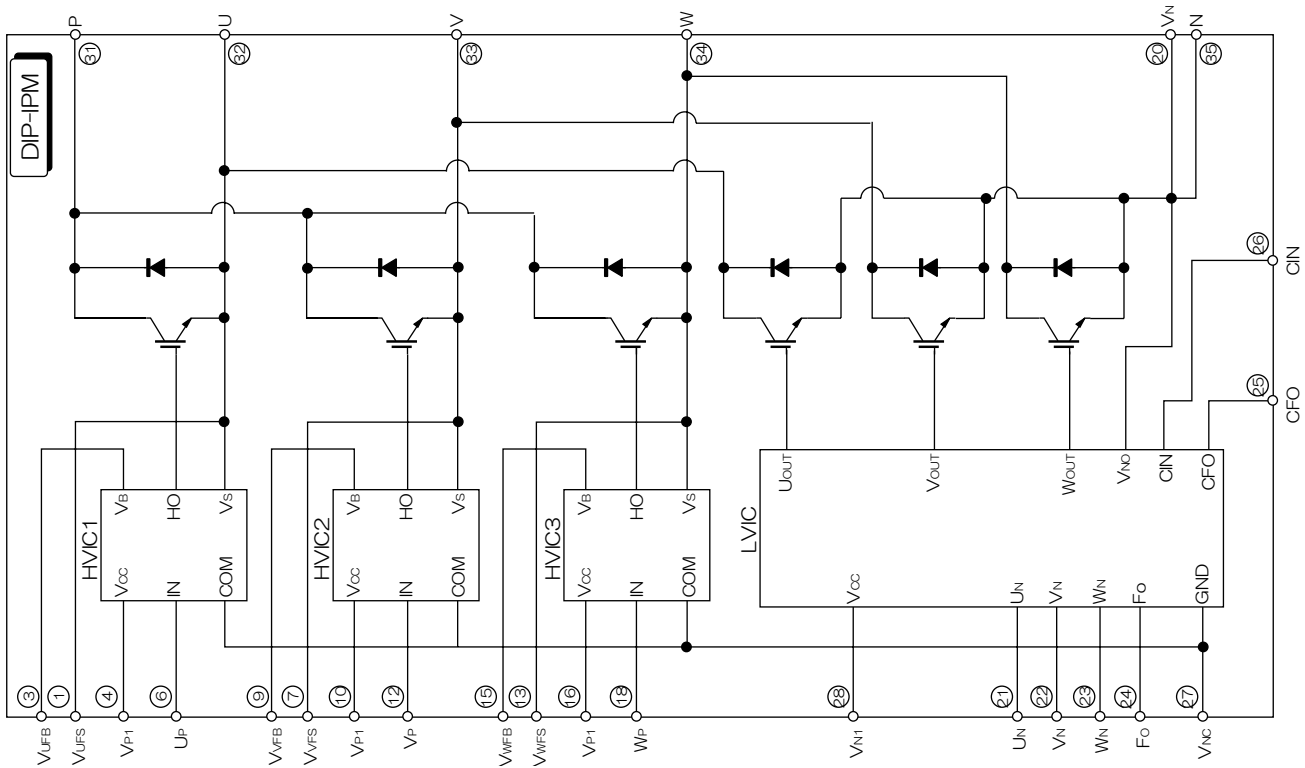 DIP-IPM
VUFB ③
VUFS ①
VP1 ④
UP ⑥
HVIC1
VCC VB
IN HO
COM VS
P ㉛
U ㉜
VVFB ⑨
VVFS ⑦
VP1 ⑩
VP ⑫
HVIC2
VCC VB
IN HO
COM VS
V ㉝
VWFB ⑮
VWFS ⑬
VP1 ⑯
WP ⑱
HVIC3
VCC VB
IN HO
COM VS
W ㉞
LVIC
UOUT
VN1 ㉘ VCC
VOUT
UN ㉑ UN
VN ㉒ VN
WOUT
WN ㉓ WN
VNO
FO ㉔ FO
CIN
VNC ㉗ GND
CFO
VN ⑳
N ㉟
㉖ CIN
㉕ CFO